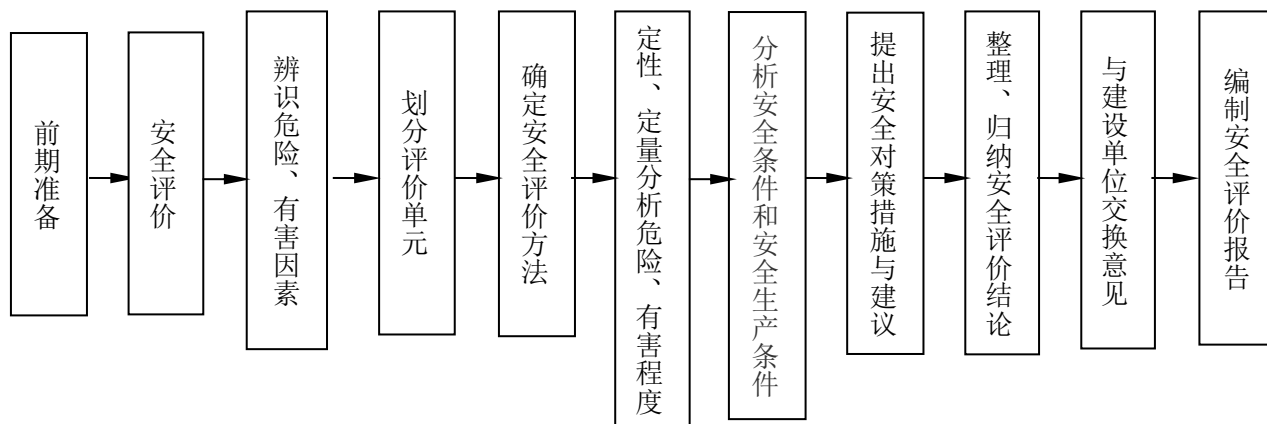 前期准备
安全评价
辨识危险、有害因素
划分评价单元
确定安全评价方法
定性、定量分析危险、有害程度
分析安全条件和安全生产条件
提出安全对策措施与建议
整理、归纳安全评价结论
与建设单位交换意见
编制安全评价报告